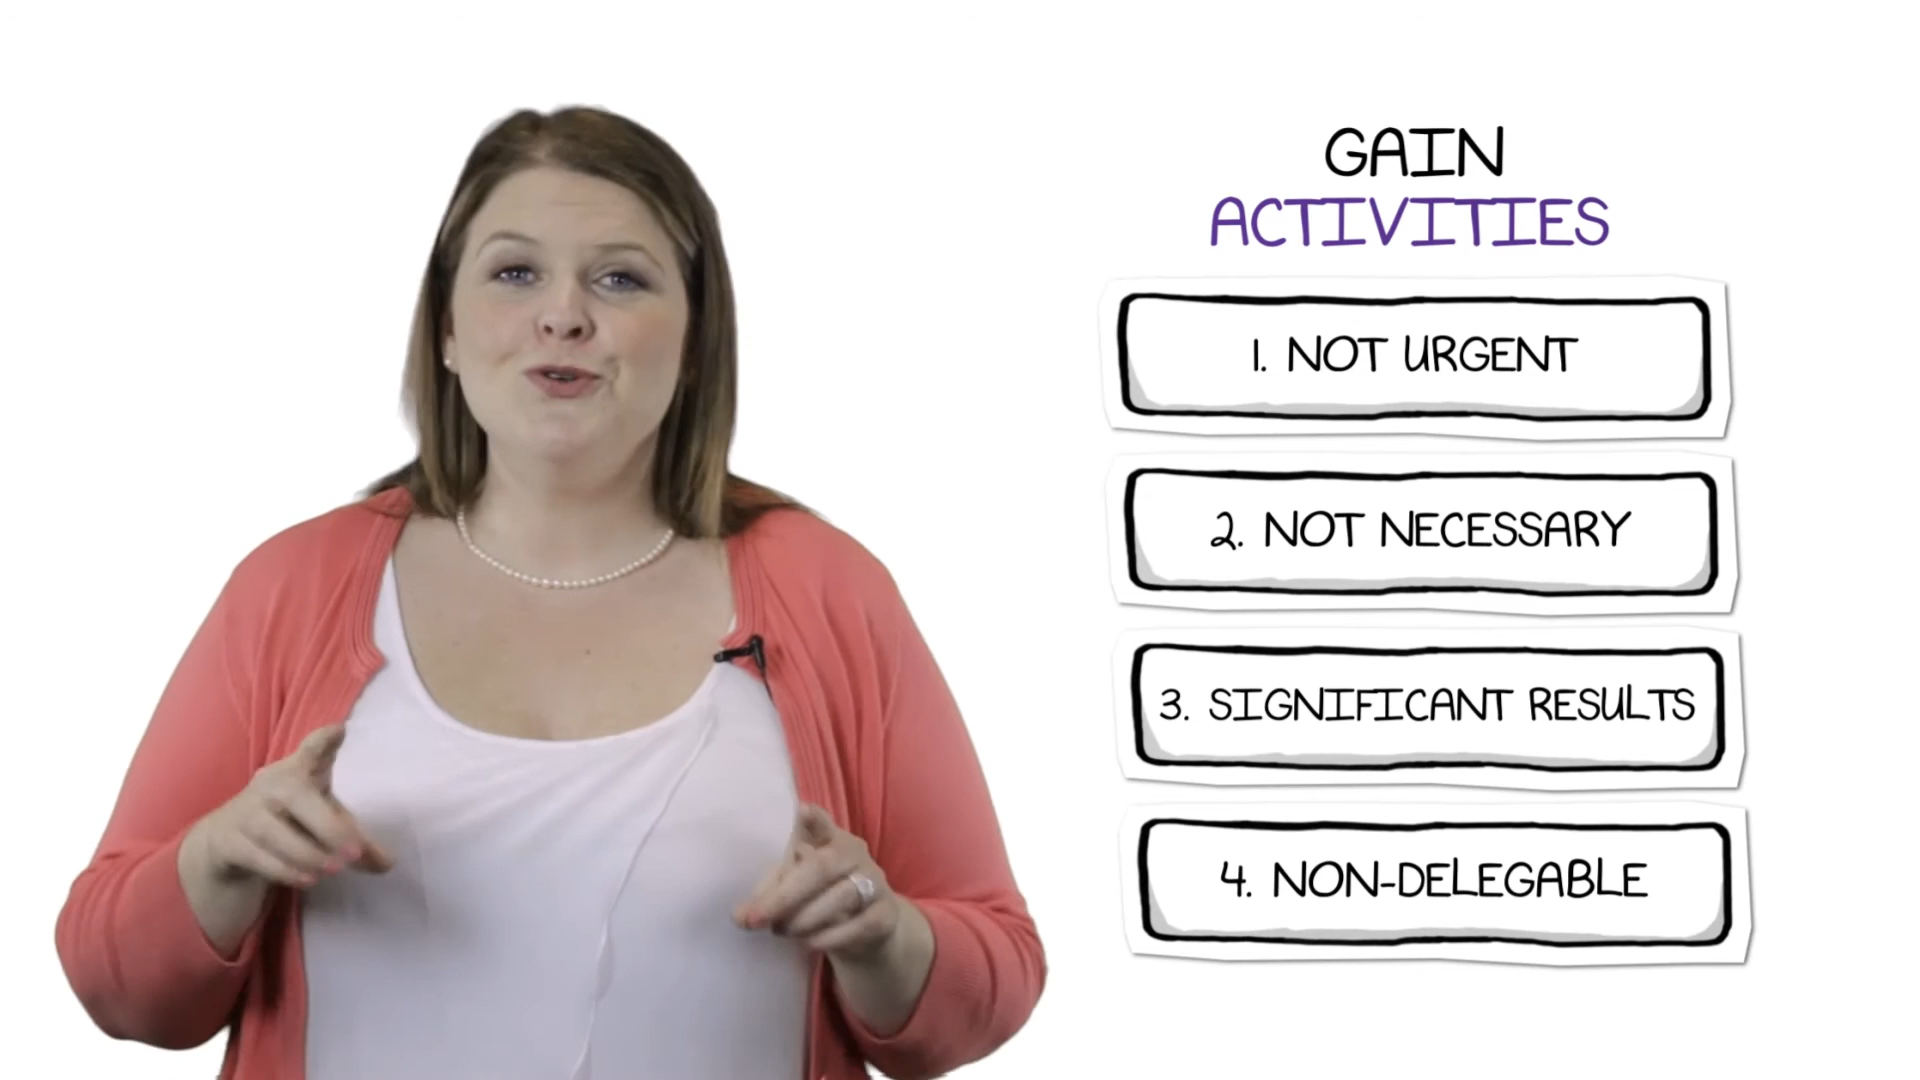 GAIN
ACTIVITIES
1. NOT URGENT
2. NOT NECESSARY
3. SIGNIFICANT RESULTS
4. NON-DELEGABLE